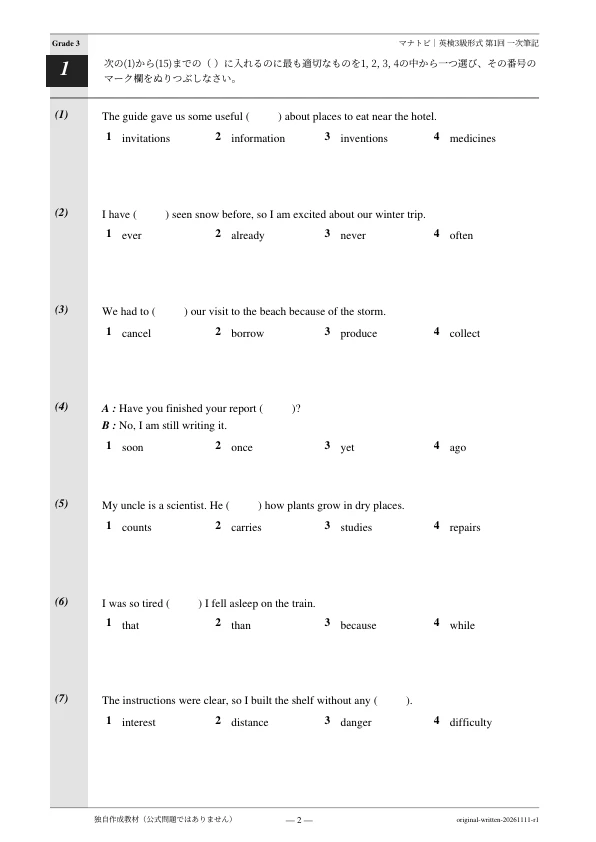 Grade 3
マナトビ｜英検3級形式 第1回 一次筆記
1
次の(1)から(15)までの（ ）に入れるのに最も適切なものを1, 2, 3, 4の中から一つ選び、その番号の
マーク欄をぬりつぶしなさい。
(1) The guide gave us some useful (　　) about places to eat near the hotel.
1 invitations 2 information 3 inventions 4 medicines
(2) I have (　　) seen snow before, so I am excited about our winter trip.
1 ever 2 already 3 never 4 often
(3) We had to (　　) our visit to the beach because of the storm.
1 cancel 2 borrow 3 produce 4 collect
(4) A : Have you finished your report (　　)?
B : No, I am still writing it.
1 soon 2 once 3 yet 4 ago
(5) My uncle is a scientist. He (　　) how plants grow in dry places.
1 counts 2 carries 3 studies 4 repairs
(6) I was so tired (　　) I fell asleep on the train.
1 that 2 than 3 because 4 while
(7) The instructions were clear, so I built the shelf without any (　　).
1 interest 2 distance 3 danger 4 difficulty
独自作成教材（公式問題ではありません）
— 2 —
original-written-20261111-r1